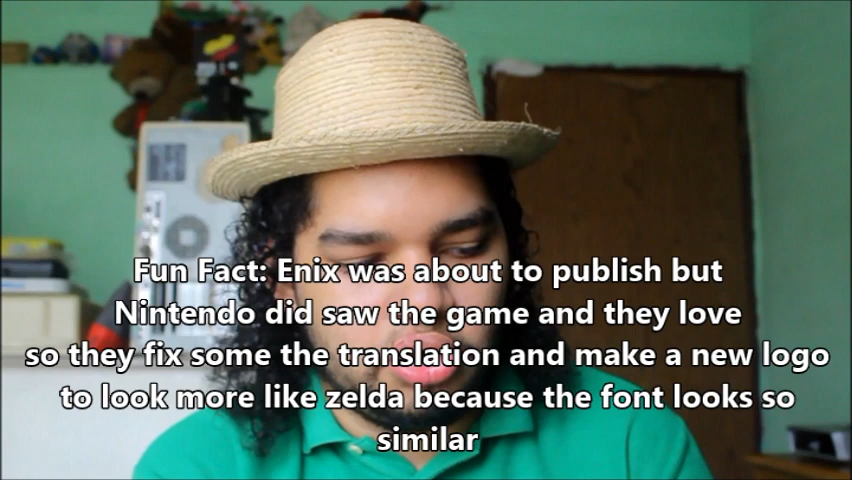 Fun Fact: Enix was about to publish but
Nintendo did saw the game and they love
so they fix some the translation and make a new logo
to look more like zelda because the font looks so
similar